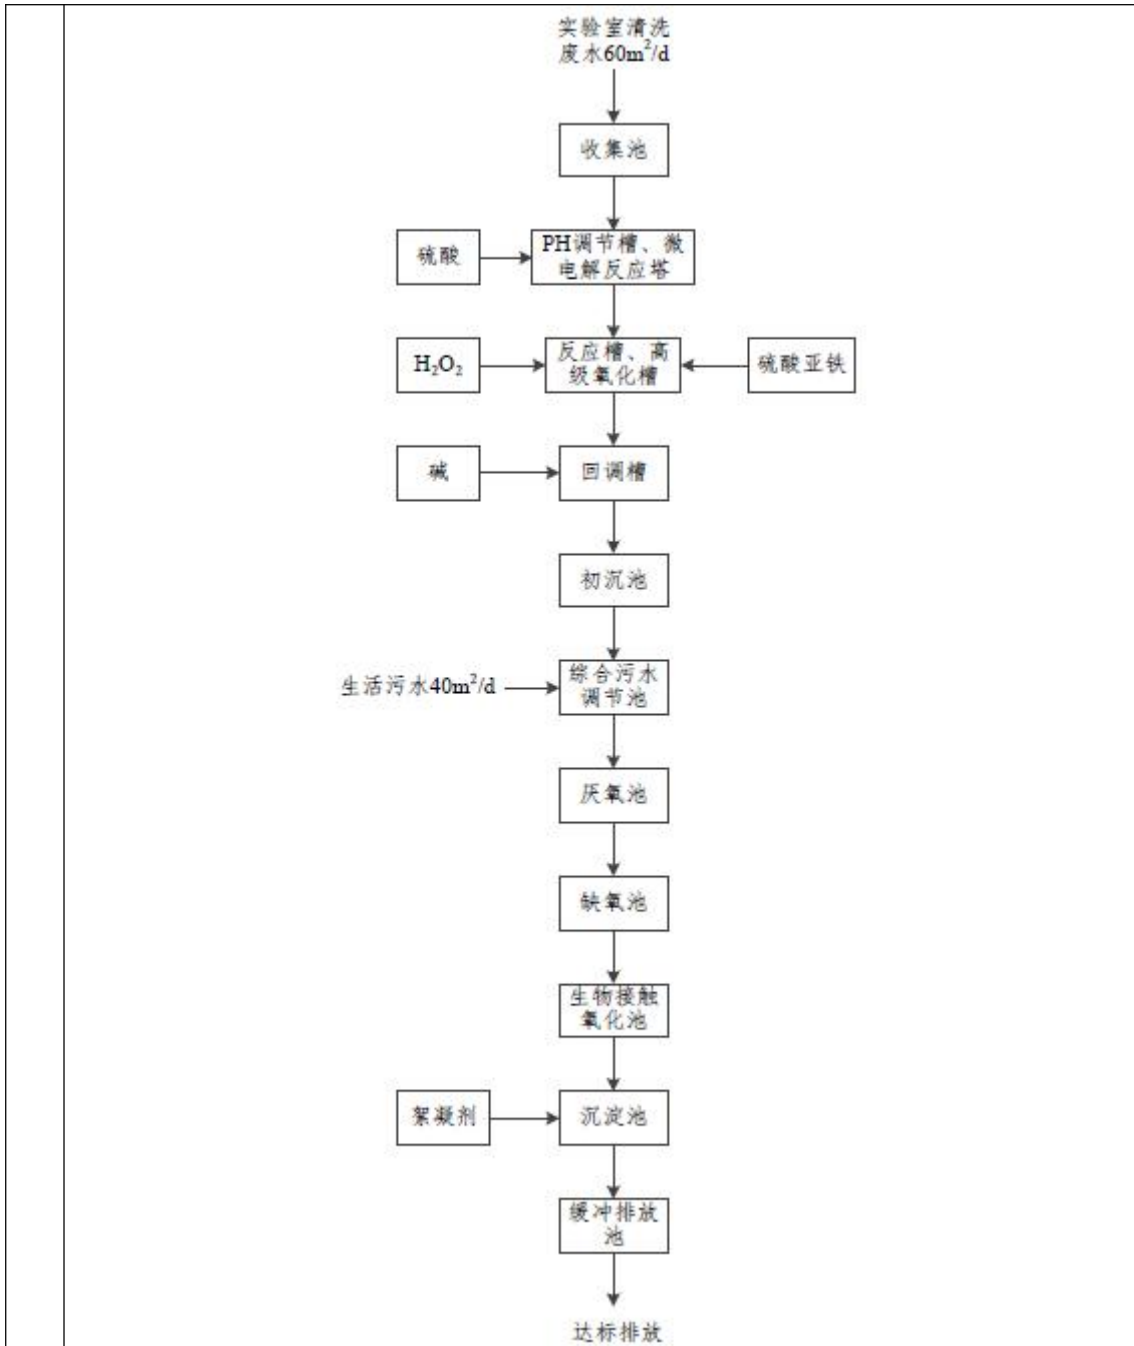 实验室清洗
废水60m²/d
收集池
硫酸
PH调节槽、微
电解反应塔
H₂O₂
反应槽、高
级氧化槽
硫酸亚铁
碱
回调槽
初沉池
生活污水40m²/d
综合污水
调节池
厌氧池
缺氧池
生物接触
氧化池
絮凝剂
沉淀池
缓冲排放
池
达标排放